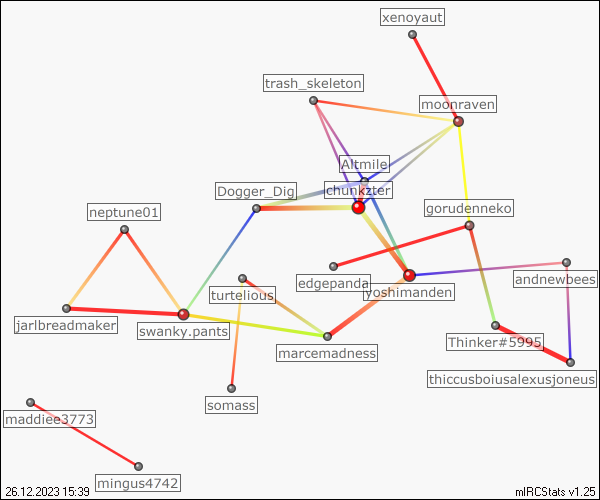 xenoyaut
trash_skeleton
moonraven
Altmile
Dogger_Dig
chunkzter
neptune01
gorudenneko
edgepanda
andnewbees
turtelious
yoshimanden
jarlbreadmaker
swanky.pants
Thinker#5995
marcemadness
thiccusboiusalexusjoneus
somass
maddiee3773
mingus4742
26.12.2023 15:39
mIRCStats v1.25